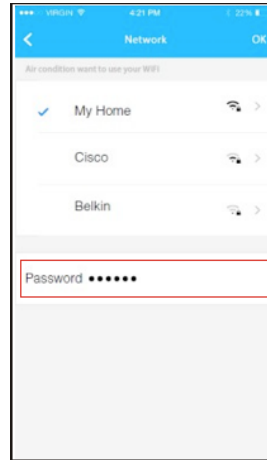 VIRGIN 4:21 PM 22%
Network OK
Air condition want to use your WIFI
My Home
Cisco
Belkin
Password ••••••